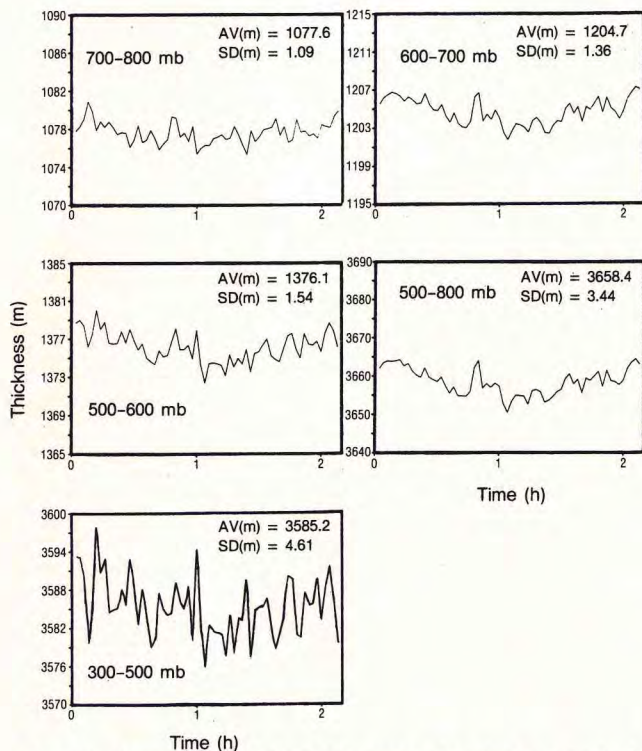 1090
1086
1082
1078
1074
1070
700–800 mb
AV(m) = 1077.6
SD(m) = 1.09
0
1
2
1215
1211
1207
1203
1199
1195
600–700 mb
AV(m) = 1204.7
SD(m) = 1.36
0
1
2
Thickness (m)
1385
1381
1377
1373
1369
1365
500–600 mb
AV(m) = 1376.1
SD(m) = 1.54
0
1
2
3690
3680
3670
3660
3650
3640
500–800 mb
AV(m) = 3658.4
SD(m) = 3.44
0
1
2
Time (h)
3600
3594
3588
3582
3576
3570
300–500 mb
AV(m) = 3585.2
SD(m) = 4.61
0
1
2
Time (h)